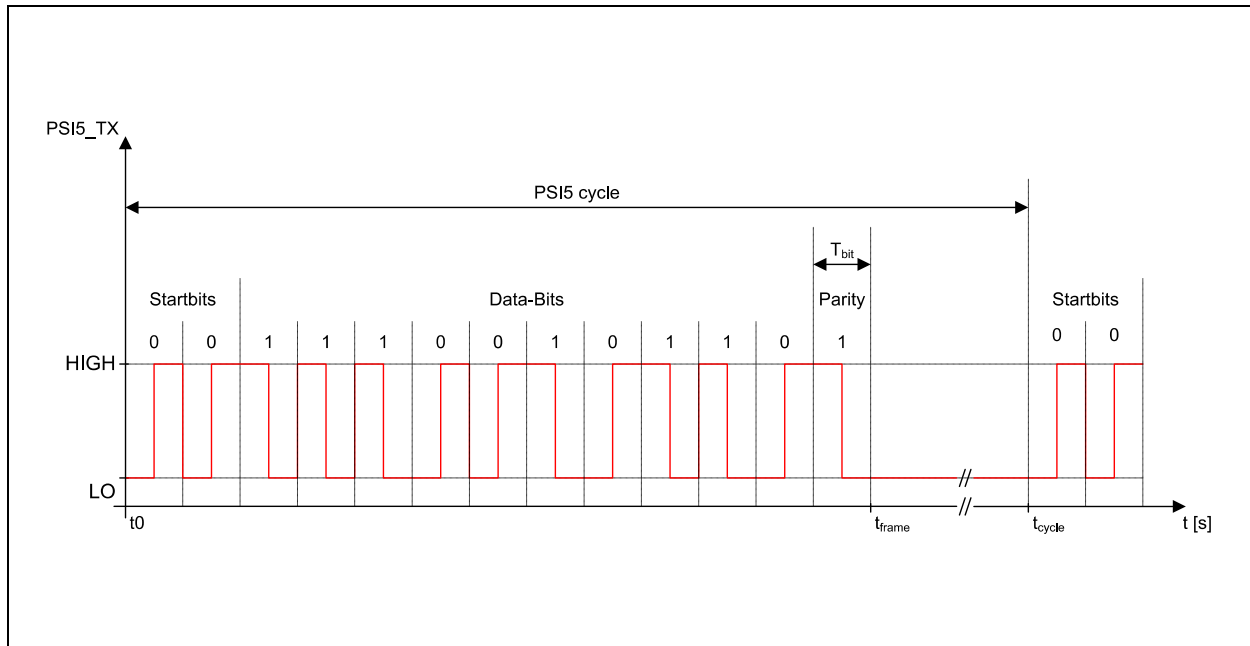 PSI5_TX
PSI5 cycle
T_bit
Startbits Data-Bits Parity Startbits
0 0 1 1 1 0 0 1 0 1 1 0 1 0 0
HIGH
LO
//
//
t0 t_frame t_cycle t [s]